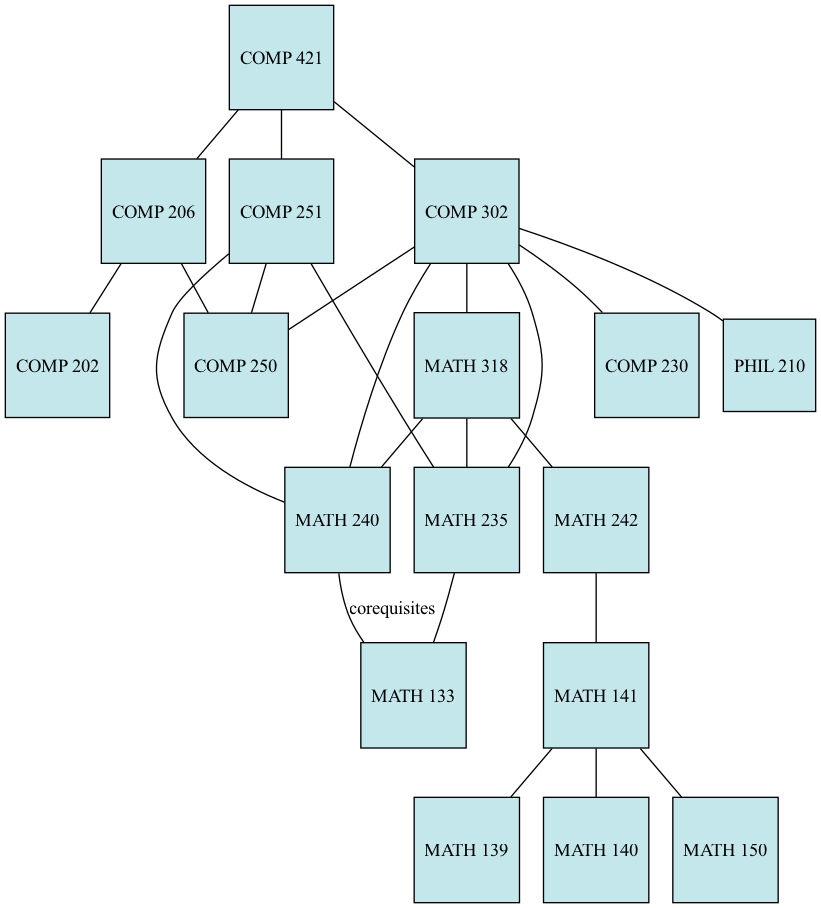 COMP 421
COMP 206
COMP 251
COMP 302
COMP 202
COMP 250
MATH 318
COMP 230
PHIL 210
MATH 240
MATH 235
MATH 242
corequisites
MATH 133
MATH 141
MATH 139
MATH 140
MATH 150